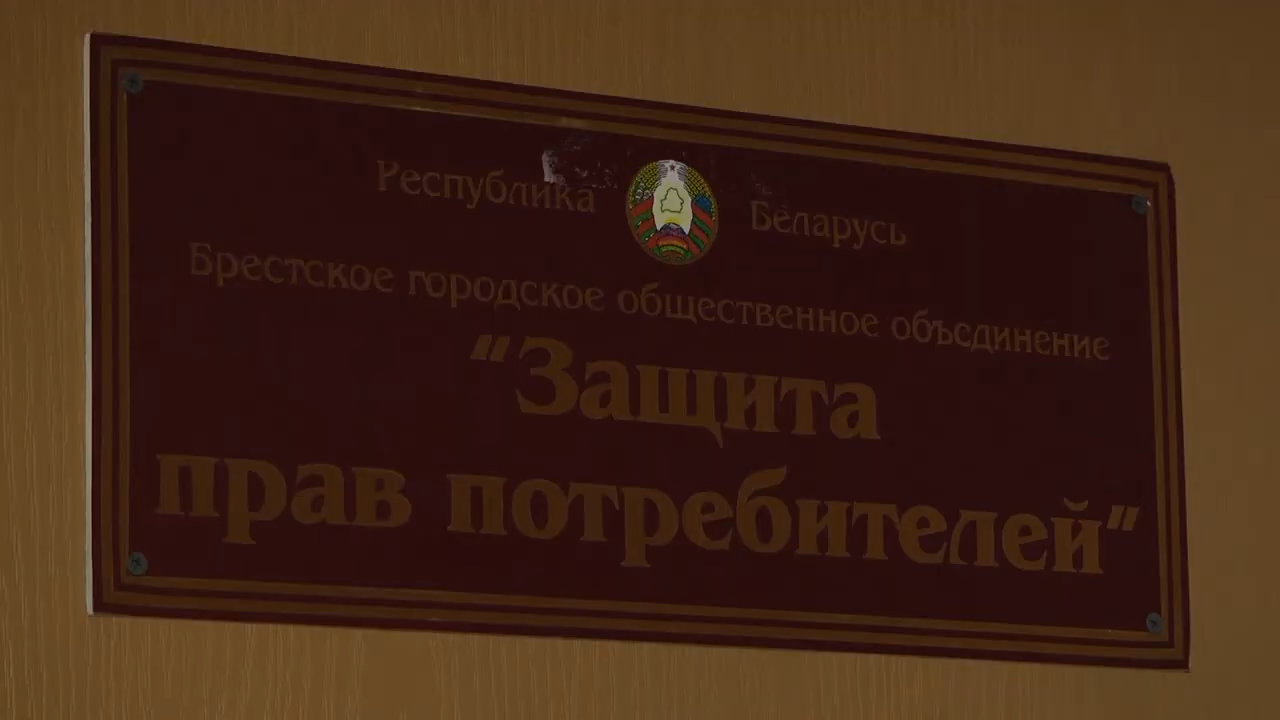 Республика Беларусь
Брестское городское общественное объединение
“Защита
прав потребителей”